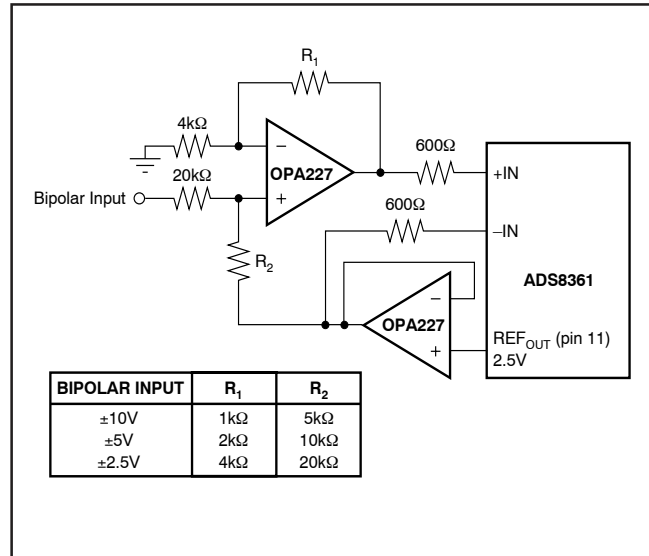 R1
4kΩ
−
OPA227
+
20kΩ
Bipolar Input
600Ω
+IN
600Ω
−IN
R2
ADS8361
−
OPA227
+
REFOUT (pin 11)
2.5V
BIPOLAR INPUT R1 R2
±10V 1kΩ 5kΩ
±5V 2kΩ 10kΩ
±2.5V 4kΩ 20kΩ